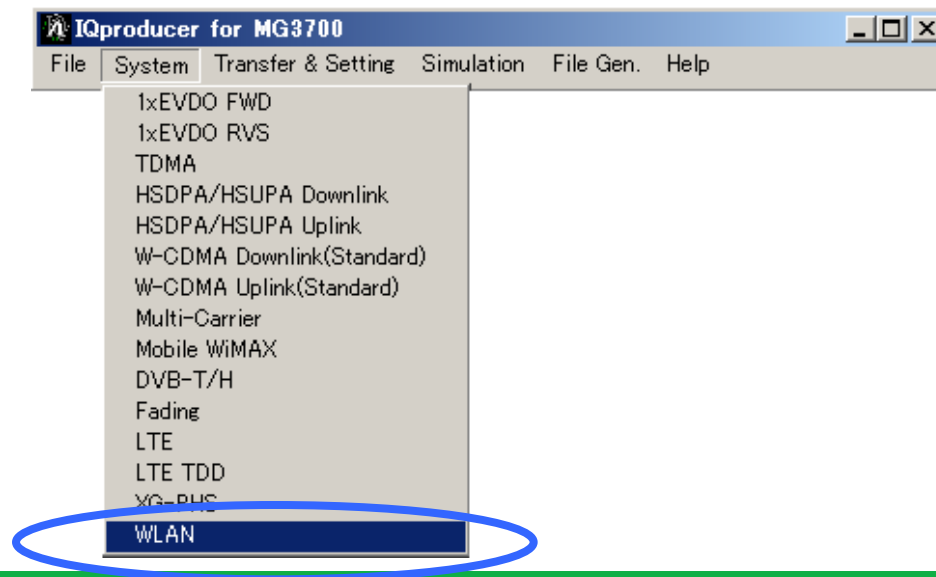 IQproducer for MG3700
File System Transfer & Setting Simulation File Gen. Help
1xEVDO FWD
1xEVDO RVS
TDMA
HSDPA/HSUPA Downlink
HSDPA/HSUPA Uplink
W-CDMA Downlink(Standard)
W-CDMA Uplink(Standard)
Multi-Carrier
Mobile WiMAX
DVB-T/H
Fading
LTE
LTE TDD
XG-PHS
WLAN